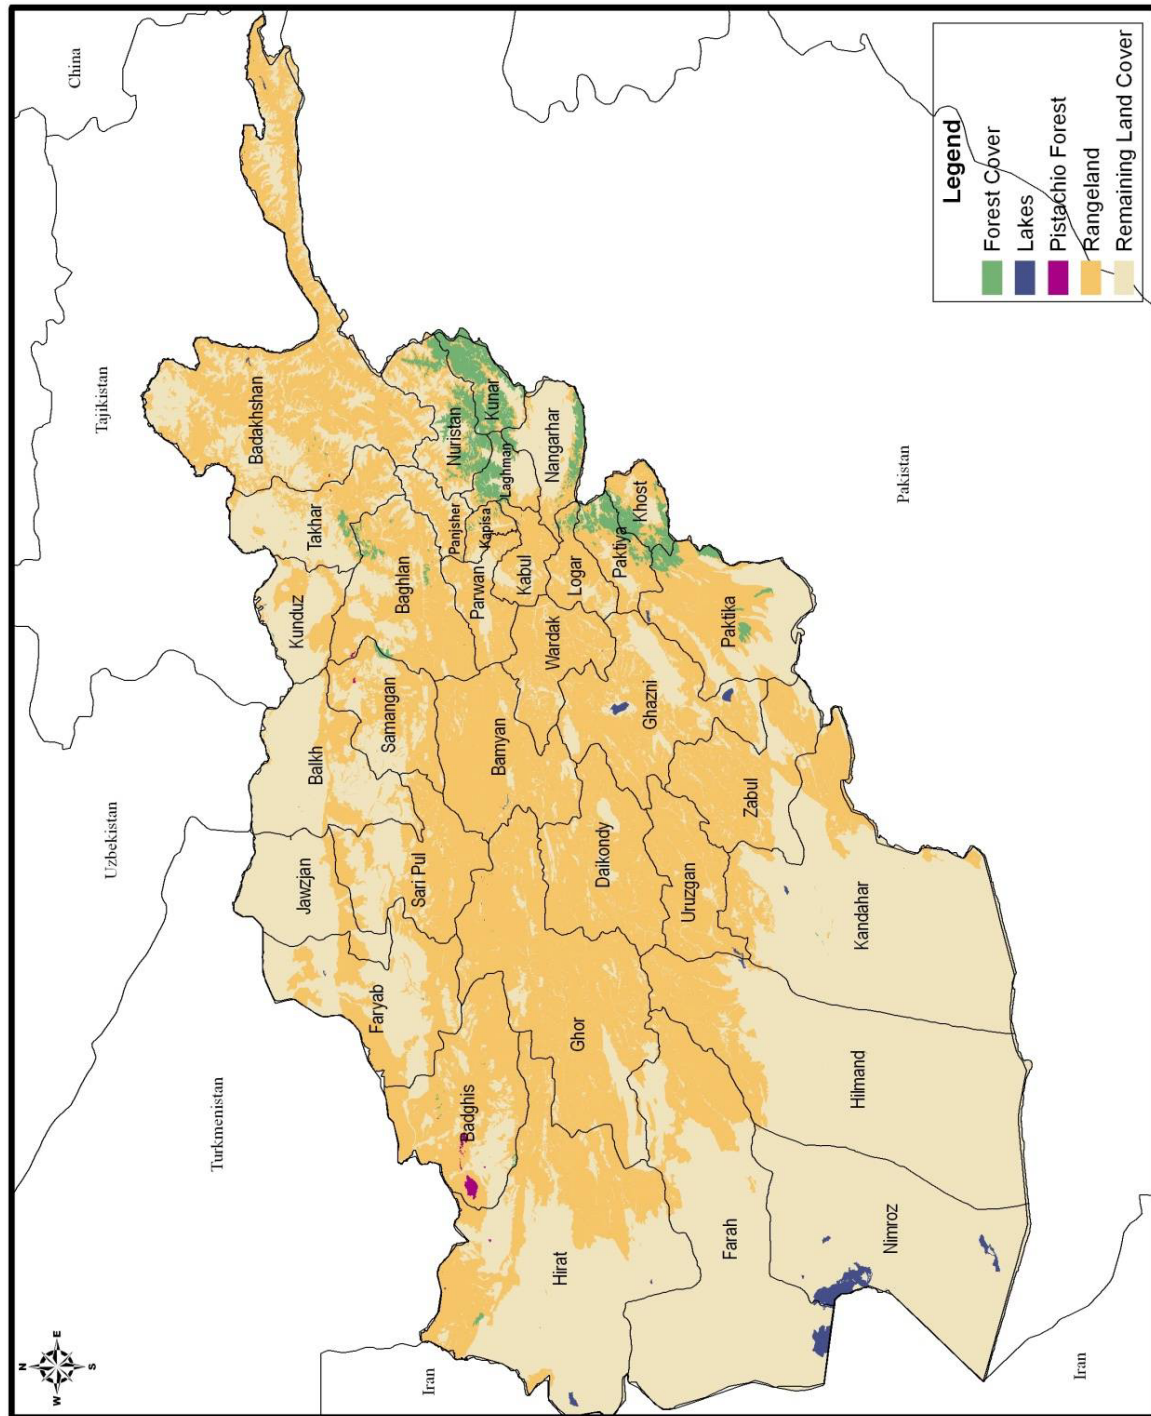 N
W
E
S
China
Tajikistan
Uzbekistan
Turkmenistan
Iran
Pakistan
Iran
Badakhshan
Takhar
Kunduz
Balkh
Jawzjan
Faryab
Samangan
Baghlan
Sari Pul
Badghis
Nuristan
Kunar
Laghman
Nangarhar
Panjsher
Kapisa
Parwan
Kabul
Bamyan
Wardak
Logar
Paktiya
Khost
Hirat
Ghor
Daikondy
Ghazni
Paktika
Uruzgan
Zabul
Farah
Nimroz
Hilmand
Kandahar
Legend
Forest Cover
Lakes
Pistachio Forest
Rangeland
Remaining Land Cover